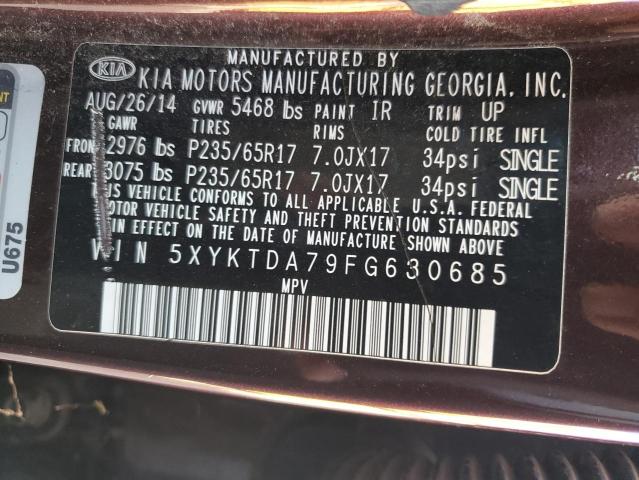 MANUFACTURED BY
KIA KIA MOTORS MANUFACTURING GEORGIA, INC.
AUG/26/14 GVWR 5468 lbs PAINT IR TRIM UP
GAWR TIRES RIMS COLD TIRE INFL
FRONT 2976 lbs P235/65R17 7.0JX17 34psi SINGLE
REAR 3075 lbs P235/65R17 7.0JX17 34psi SINGLE
THIS VEHICLE CONFORMS TO ALL APPLICABLE U.S.A. FEDERAL
MOTOR VEHICLE SAFETY AND THEFT PREVENTION STANDARDS
IN EFFECT ON THE DATE OF MANUFACTURE SHOWN ABOVE.
V I N 5XYKTDA79FG630685
MPV
U675